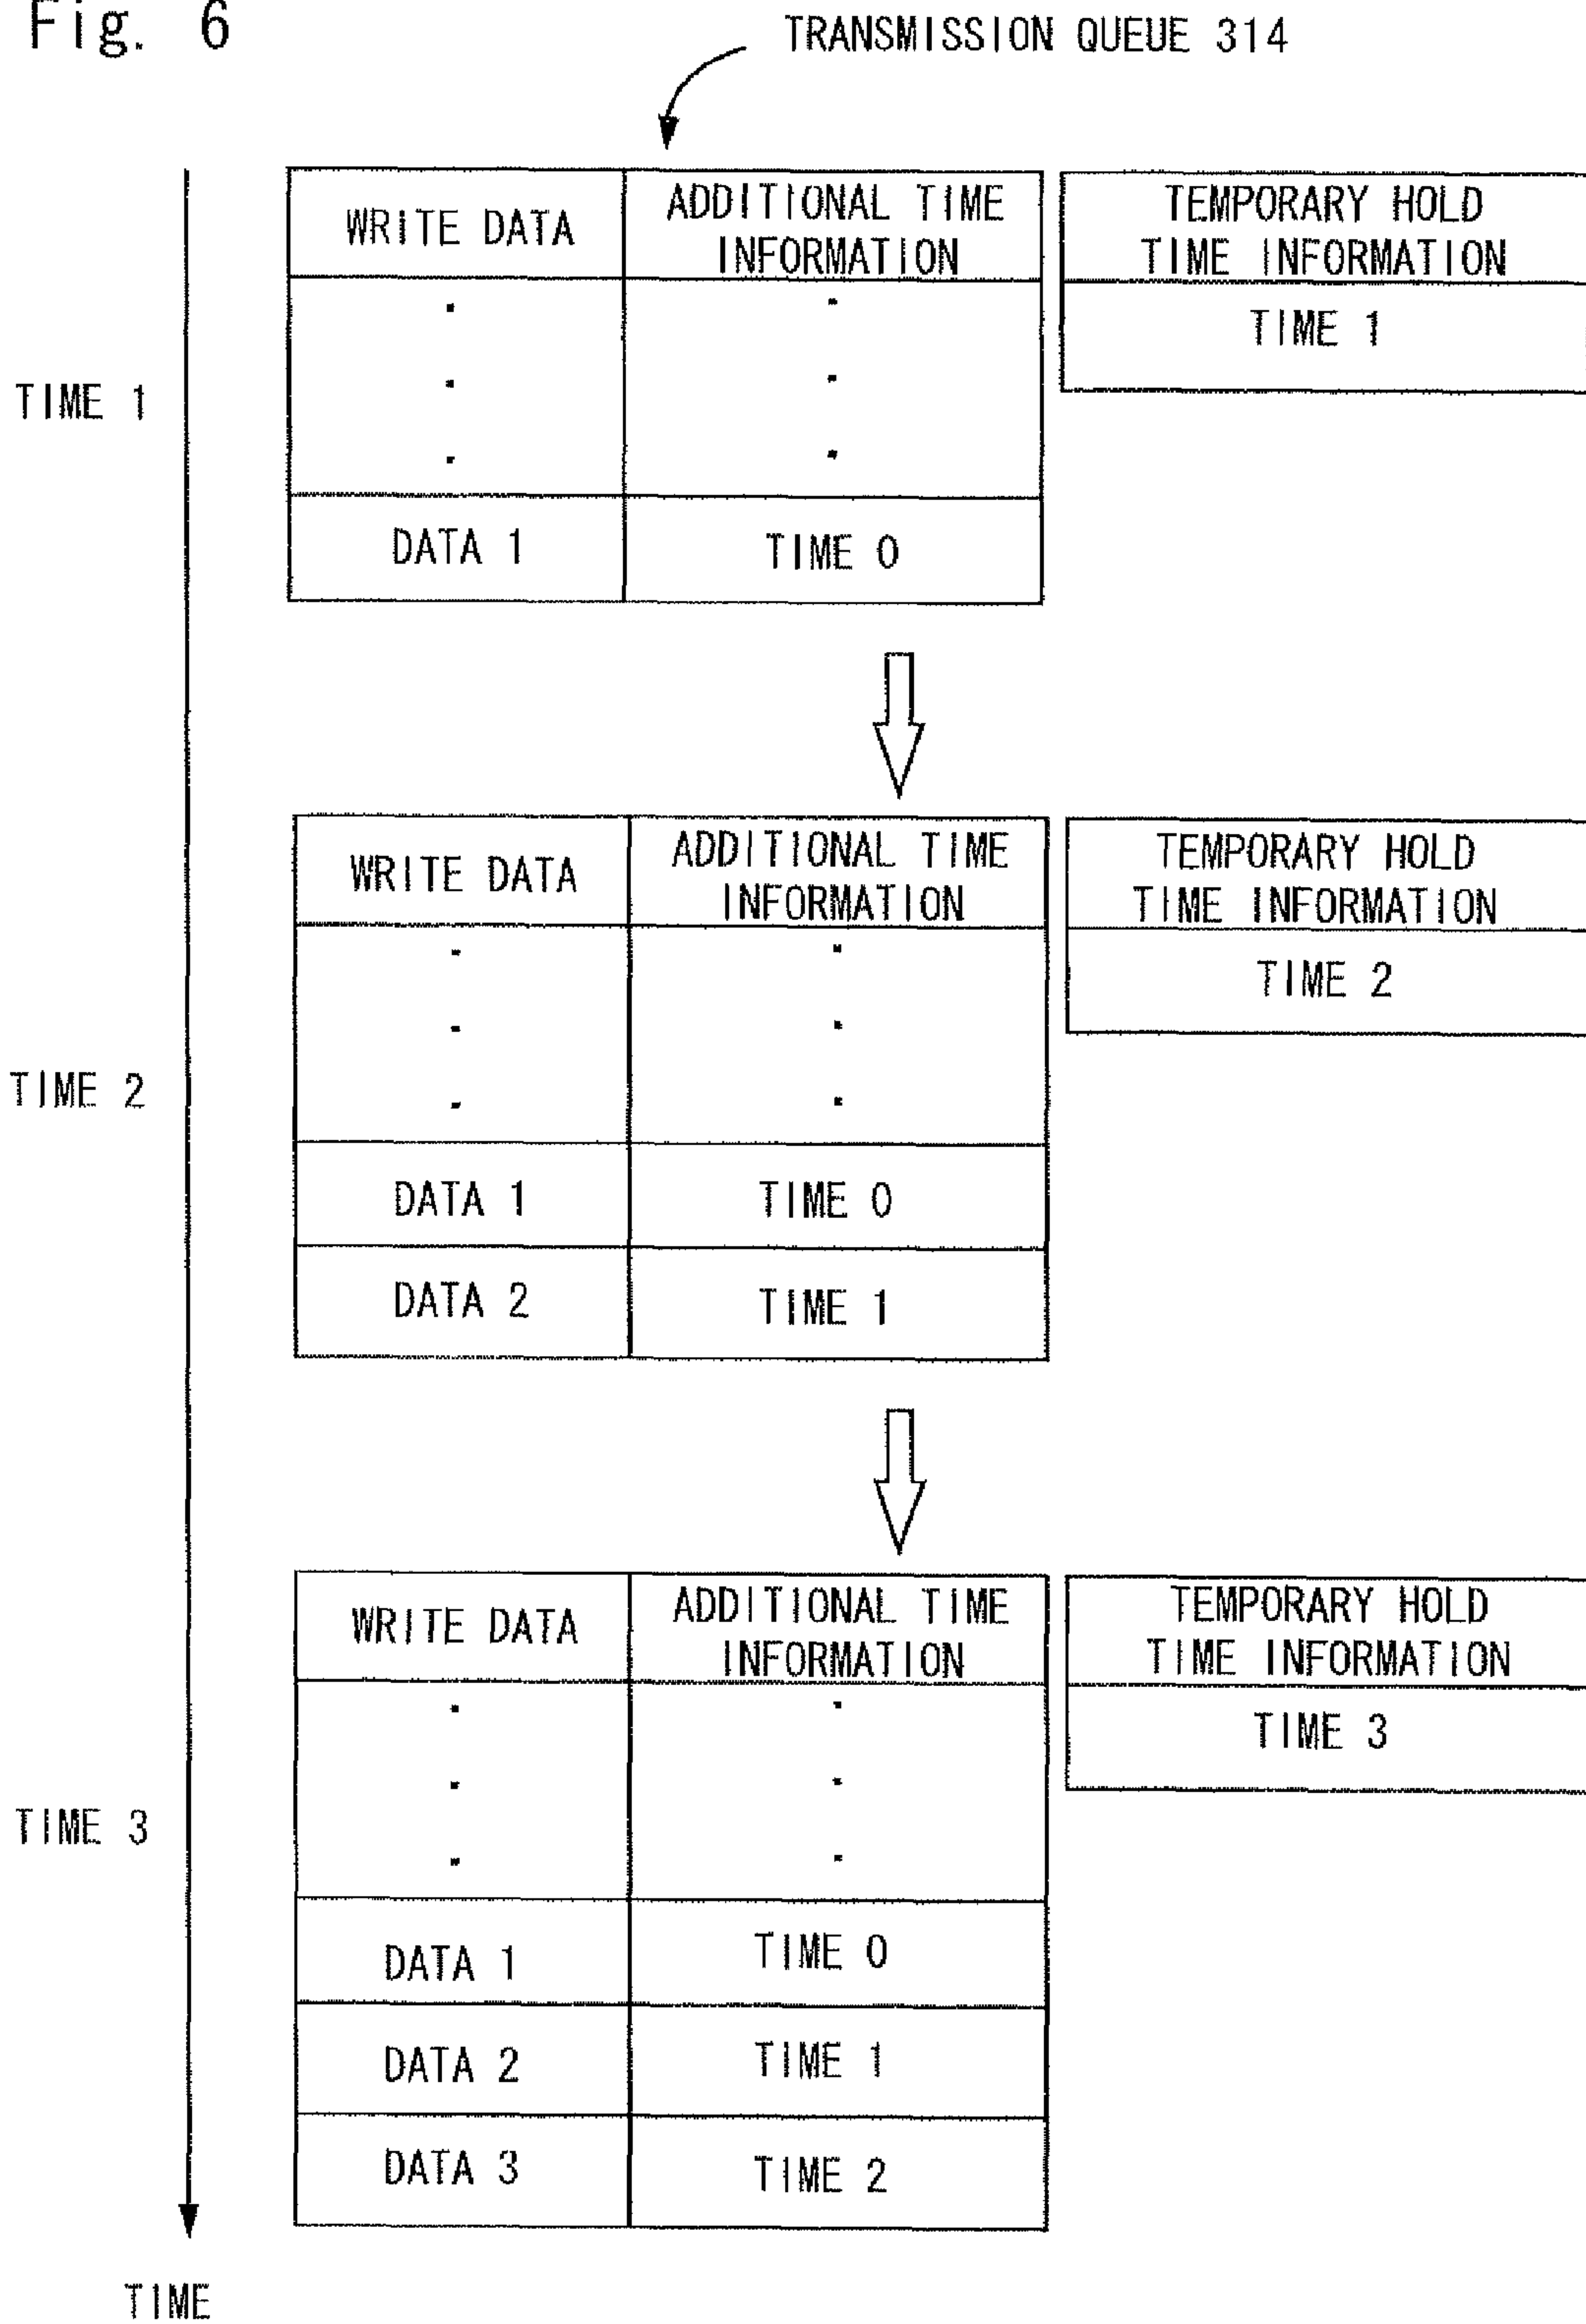 Fig. 6
TRANSMISSION QUEUE 314
WRITE DATA
ADDITIONAL TIME
INFORMATION
TEMPORARY HOLD
TIME INFORMATION
TIME 1
TIME 1
DATA 1
TIME 0
WRITE DATA
ADDITIONAL TIME
INFORMATION
TEMPORARY HOLD
TIME INFORMATION
TIME 2
TIME 2
DATA 1
TIME 0
DATA 2
TIME 1
WRITE DATA
ADDITIONAL TIME
INFORMATION
TEMPORARY HOLD
TIME INFORMATION
TIME 3
TIME 3
DATA 1
TIME 0
DATA 2
TIME 1
DATA 3
TIME 2
TIME